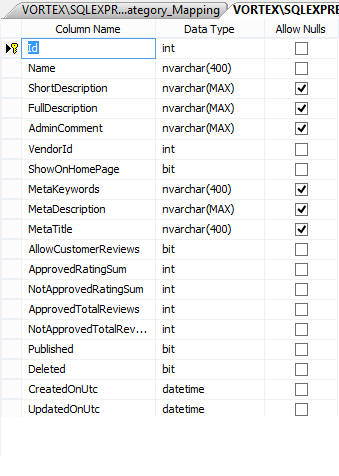 VORTEX\SQLEXPR...ategory_Mapping VORTEX\SQLEXPRE
Column Name Data Type Allow Nulls
Id int
Name nvarchar(400)
ShortDescription nvarchar(MAX)
FullDescription nvarchar(MAX)
AdminComment nvarchar(MAX)
VendorId int
ShowOnHomePage bit
MetaKeywords nvarchar(400)
MetaDescription nvarchar(MAX)
MetaTitle nvarchar(400)
AllowCustomerReviews bit
ApprovedRatingSum int
NotApprovedRatingSum int
ApprovedTotalReviews int
NotApprovedTotalRev... int
Published bit
Deleted bit
CreatedOnUtc datetime
UpdatedOnUtc datetime